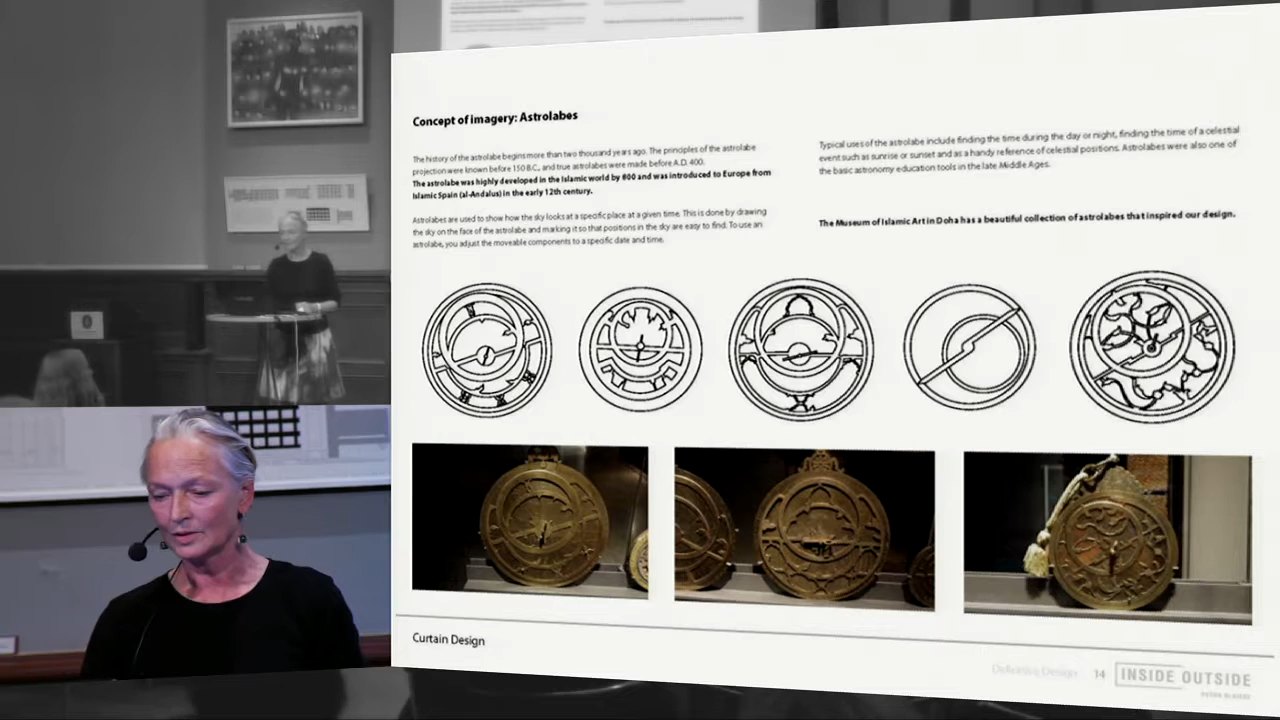 Concept of imagery: Astrolabes
The history of the astrolabe begins more than two thousand years ago. The principles of the astrolabe
projection were known before 150 B.C., and true astrolabes were made before A.D. 400.
The astrolabe was highly developed in the Islamic world by 800 and was introduced to Europe from
Islamic Spain (al-Andalus) in the early 12th century.
Astrolabes are used to show how the sky looks at a specific place at a given time. This is done by drawing
the sky on the face of the astrolabe and marking it so that positions in the sky are easy to find. To use an
astrolabe, you adjust the moveable components to a specific date and time.
Typical uses of the astrolabe include finding the time during the day or night, finding the time of a celestial
event such as sunrise or sunset and as a handy reference of celestial positions. Astrolabes were also one of
the basic astronomy education tools in the late Middle Ages.
The Museum of Islamic Art in Doha has a beautiful collection of astrolabes that inspired our design.
Curtain Design
Definitive Design 14 INSIDE OUTSIDE
PETRA BLAISSE